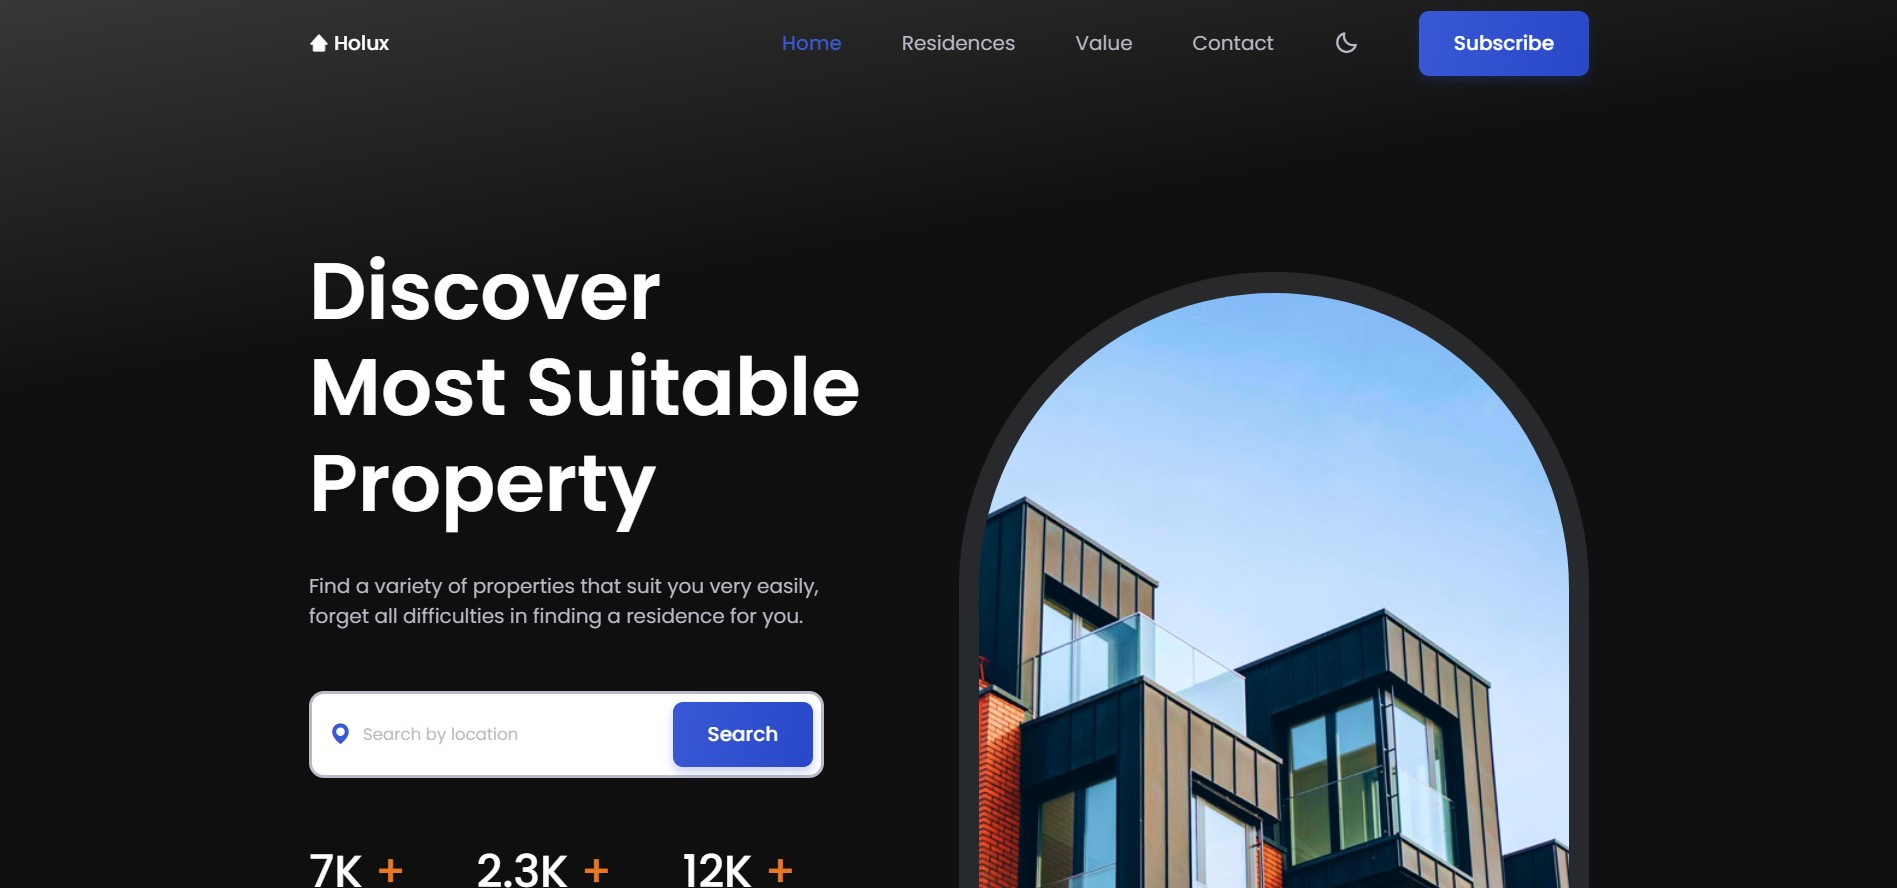 Holux
Home
Residences
Value
Contact
Subscribe
Discover
Most Suitable
Property
Find a variety of properties that suit you very easily,
forget all difficulties in finding a residence for you.
Search by location
Search
7K +
2.3K +
12K +